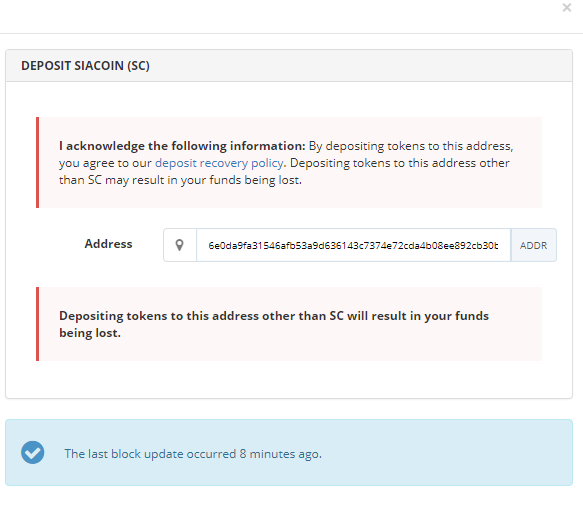 DEPOSIT SIACOIN (SC)
I acknowledge the following information: By depositing tokens to this address,
you agree to our deposit recovery policy. Depositing tokens to this address other
than SC may result in your funds being lost.
Address
6e0da9fa31546afb53a9d636143c7374e72cda4b08ee892cb30b
ADDR
Depositing tokens to this address other than SC will result in your funds
being lost.
The last block update occurred 8 minutes ago.